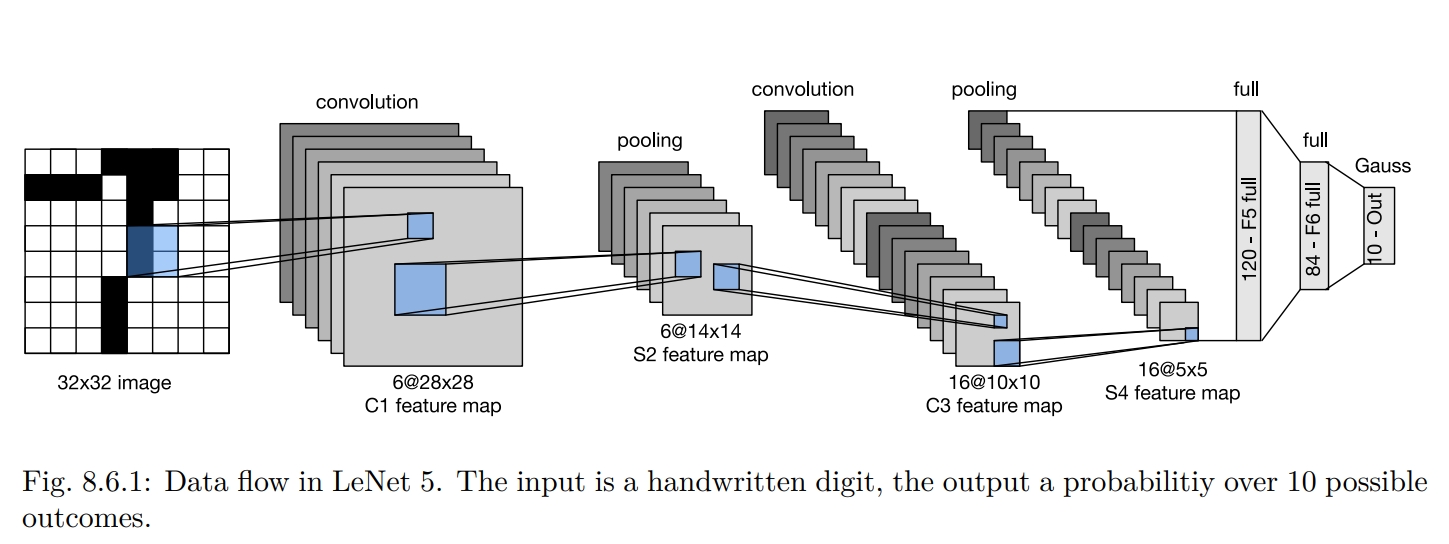 convolution
pooling
convolution
pooling
full
full
Gauss
120 - F5 full
84 - F6 full
10 - Out
32x32 image
6@28x28
C1 feature map
6@14x14
S2 feature map
16@10x10
C3 feature map
16@5x5
S4 feature map
Fig. 8.6.1: Data flow in LeNet 5. The input is a handwritten digit, the output a probabilitiy over 10 possible
outcomes.